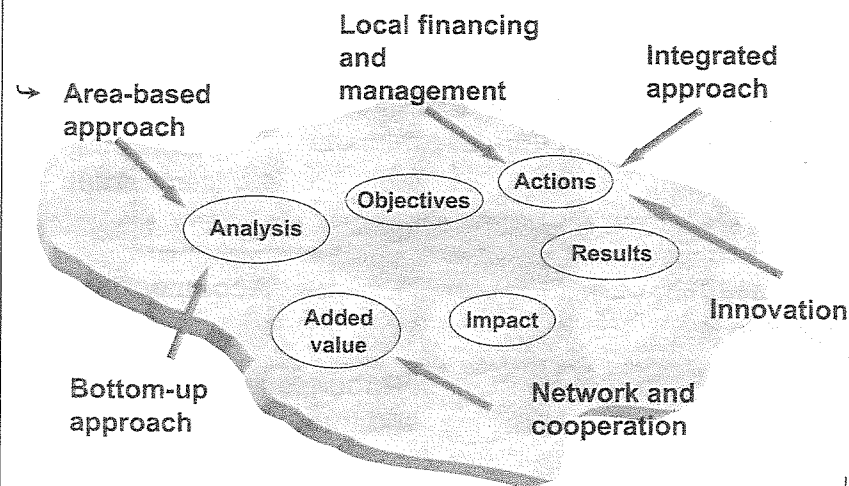 Local financing
and
management
Integrated
approach
Area-based
approach
Objectives
Actions
Analysis
Results
Added
value
Impact
Innovation
Bottom-up
approach
Network and
cooperation